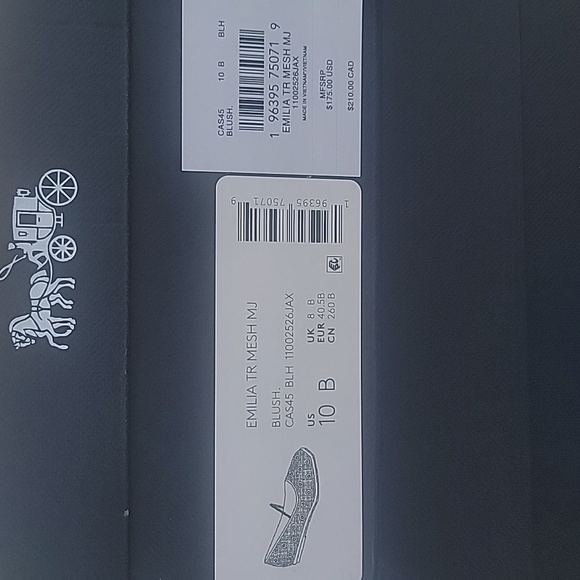 CAS45 10 B BLH
BLUSH.
1 96395 75071 9
EMILIA TR MESH MJ
11002526JAX
MADE IN VIETNAM/VIETNAM
MFSRP
$175.00 USD
$210.00 CAD
1 96395 75071 9
EMILIA TR MESH MJ
BLUSH.
CAS45 BLH 11002526JAX
US UK 8 B
10 B EUR 40.5B
CN 260 B